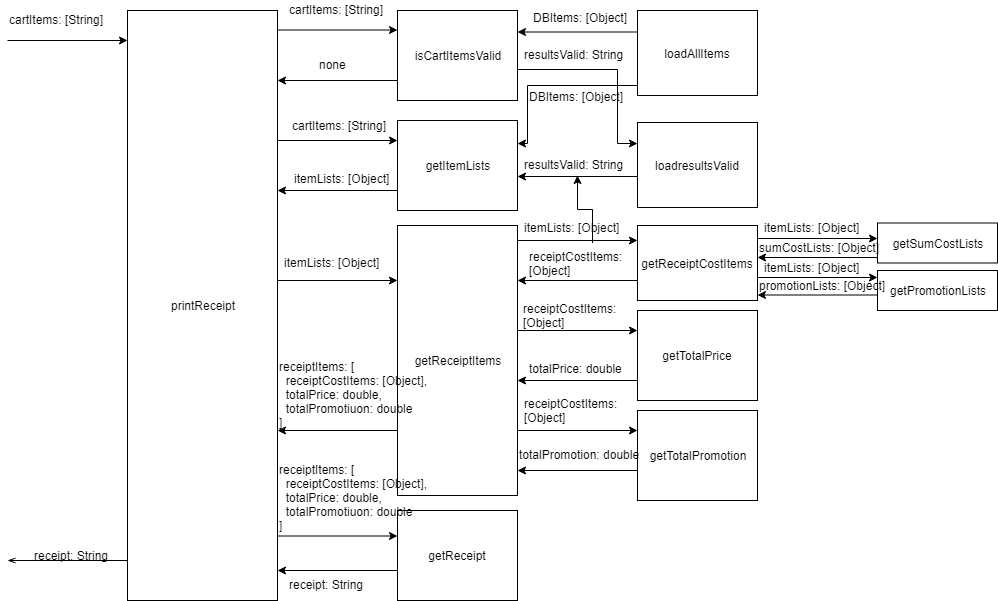 cartItems: [String]
printReceipt
receipt: String
cartItems: [String]
none
isCartItemsValid
DBItems: [Object]
resultsValid: String
loadAllItems
DBItems: [Object]
cartItems: [String]
itemLists: [Object]
getItemLists
resultsValid: String
loadresultsValid
itemLists: [Object]
getReceiptItems
itemLists: [Object]
receiptCostItems:
[Object]
getReceiptCostItems
itemLists: [Object]
sumCostLists: [Object]
getSumCostLists
itemLists: [Object]
promotionLists: [Object]
getPromotionLists
receiptCostItems:
[Object]
totalPrice: double
getTotalPrice
receiptCostItems:
[Object]
totalPromotion: double
getTotalPromotion
receiptItems: [
receiptCostItems: [Object],
totalPrice: double,
totalPromotiuon: double
]
receiptItems: [
receiptCostItems: [Object],
totalPrice: double,
totalPromotiuon: double
]
getReceipt
receipt: String